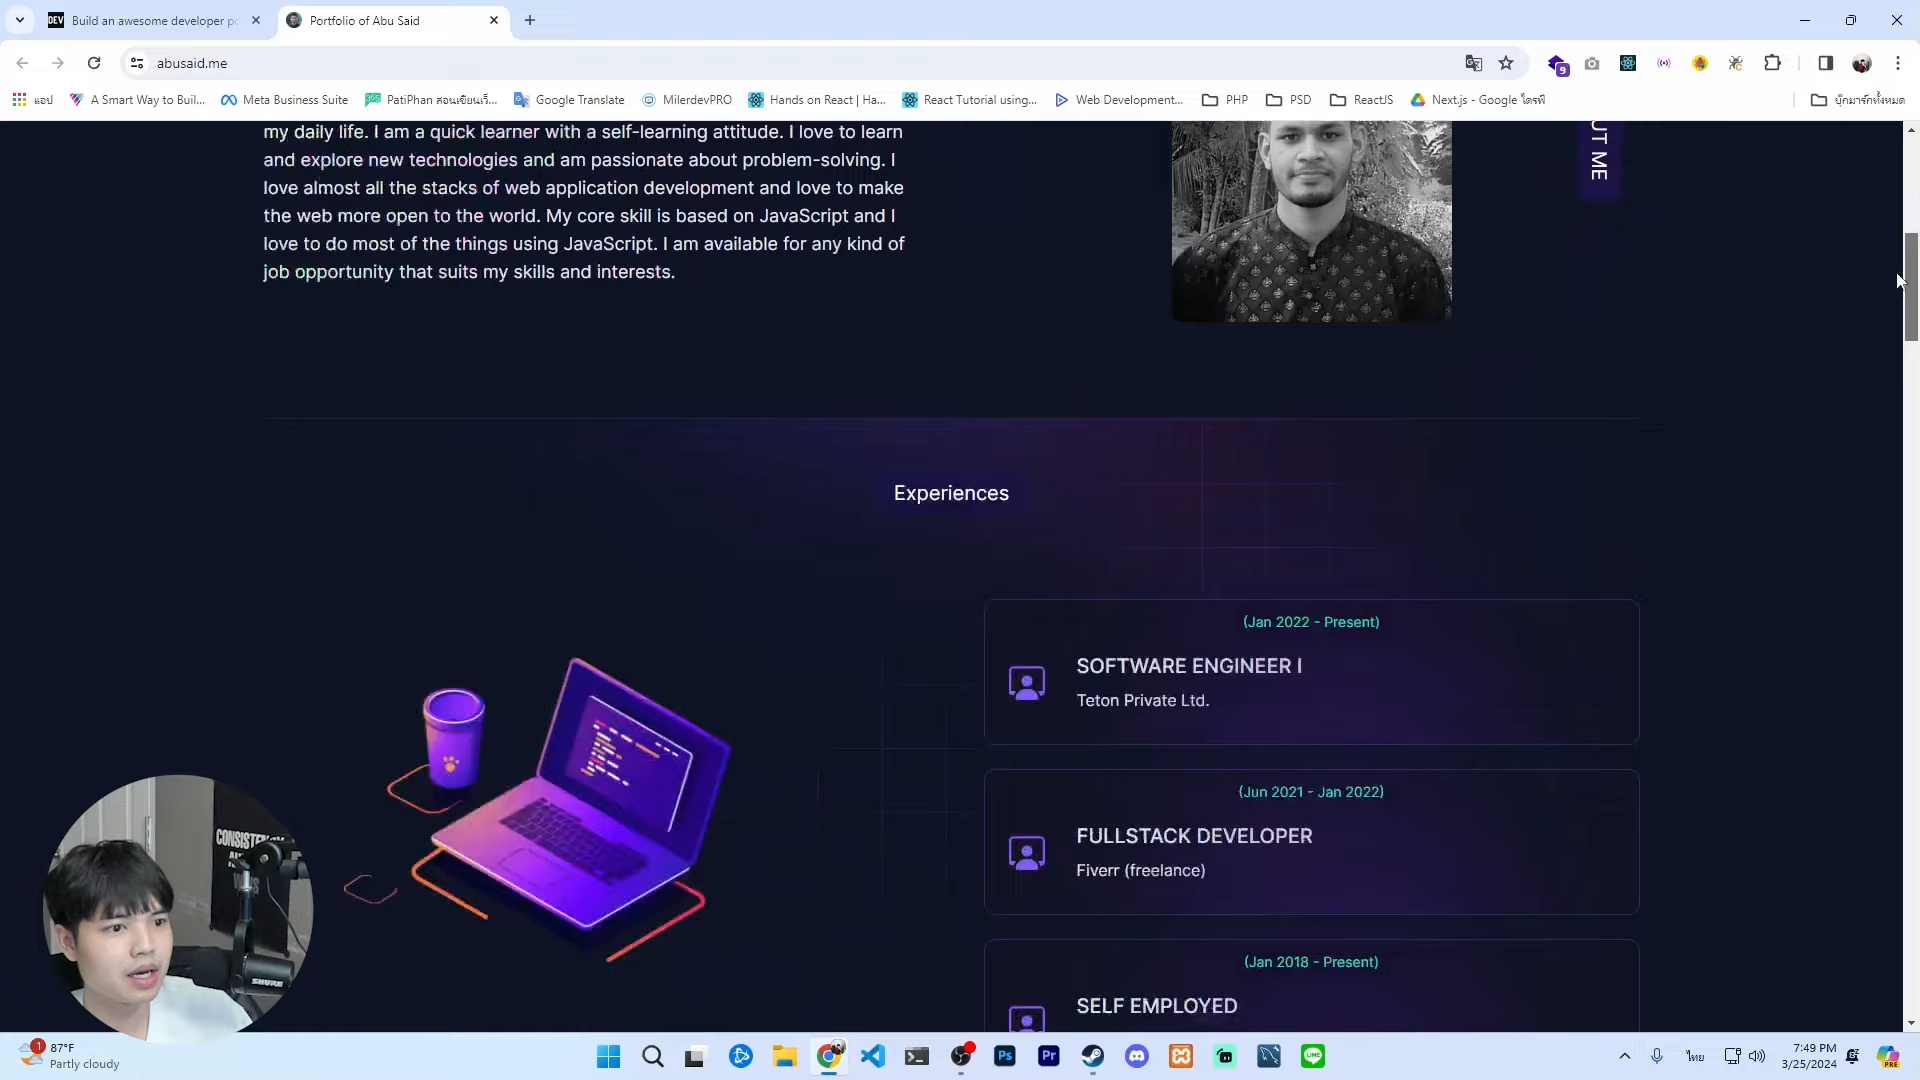 DEV
Build an awesome developer po
Portfolio of Abu Said
abusaid.me
9
แอป
A Smart Way to Buil...
Meta Business Suite
PatiPhan สอนเขียนเว็...
Google Translate
MilerdevPRO
Hands on React | Ha...
React Tutorial using...
Web Development...
PHP
PSD
ReactJS
Next.js - Google ไดรฟ์
บุ๊กมาร์กทั้งหมด
my daily life. I am a quick learner with a self-learning attitude. I love to learn
and explore new technologies and am passionate about problem-solving. I
love almost all the stacks of web application development and love to make
the web more open to the world. My core skill is based on JavaScript and I
love to do most of the things using JavaScript. I am available for any kind of
job opportunity that suits my skills and interests.
UT ME
Experiences
(Jan 2022 - Present)
SOFTWARE ENGINEER I
Teton Private Ltd.
(Jun 2021 - Jan 2022)
FULLSTACK DEVELOPER
Fiverr (freelance)
(Jan 2018 - Present)
SELF EMPLOYED
SHURE
1
87°F
Partly cloudy
Ps
Pr
LINE
ไทย
7:49 PM
3/25/2024
PRE